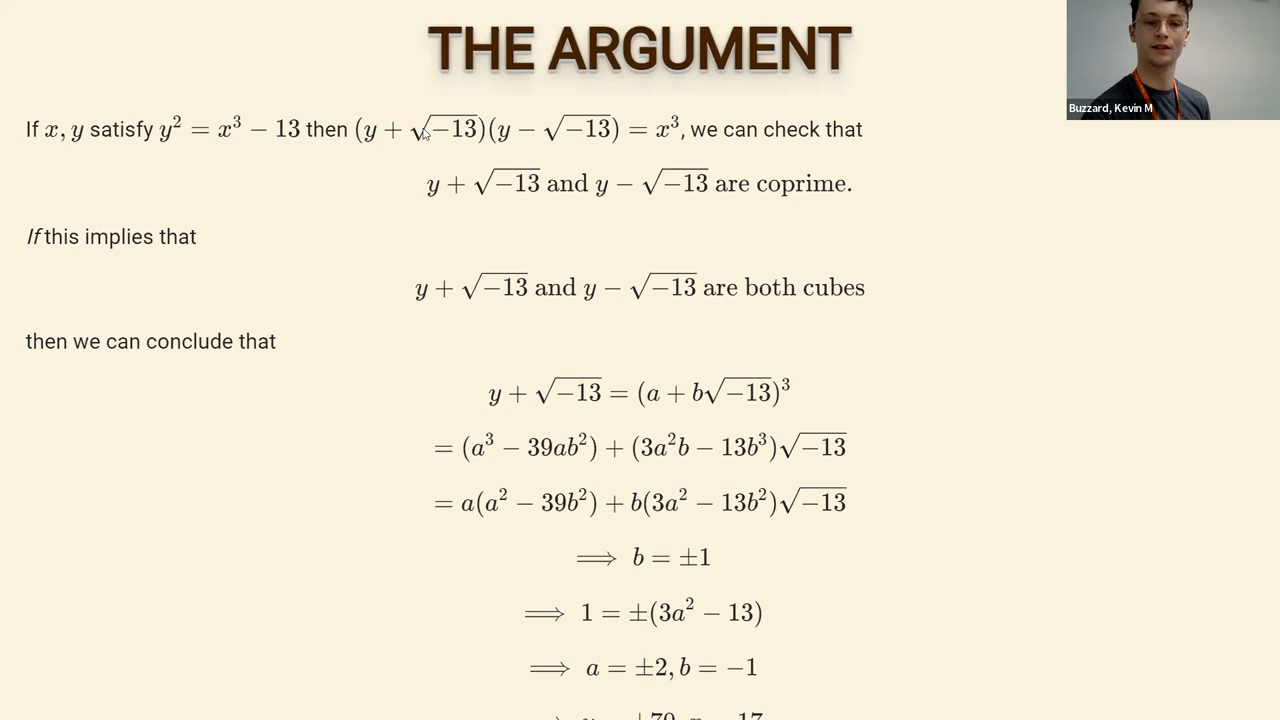 THE ARGUMENT
Buzzard, Kevin M
If x, y satisfy y² = x³ − 13 then (y + √−13)(y − √−13) = x³, we can check that
y + √−13 and y − √−13 are coprime.
If this implies that
y + √−13 and y − √−13 are both cubes
then we can conclude that
y + √−13 = (a + b√−13)³
= (a³ − 39ab²) + (3a²b − 13b³)√−13
= a(a² − 39b²) + b(3a² − 13b²)√−13
⟹ b = ±1
⟹ 1 = ±(3a² − 13)
⟹ a = ±2, b = −1